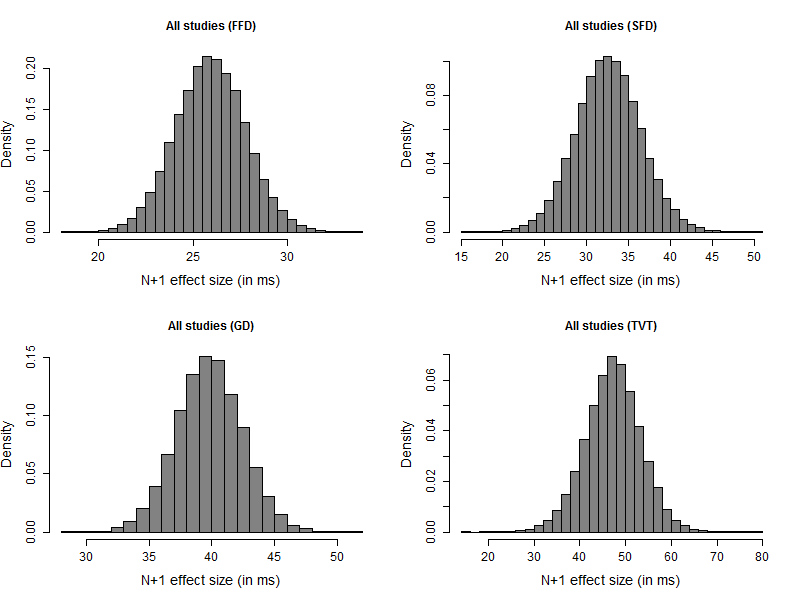 All studies (FFD)
Density
0.00 0.05 0.10 0.15 0.20
20 25 30
N+1 effect size (in ms)
All studies (SFD)
Density
0.00 0.04 0.08
15 20 25 30 35 40 45 50
N+1 effect size (in ms)
All studies (GD)
Density
0.00 0.05 0.10 0.15
30 35 40 45 50
N+1 effect size (in ms)
All studies (TVT)
Density
0.00 0.02 0.04 0.06
20 30 40 50 60 70 80
N+1 effect size (in ms)